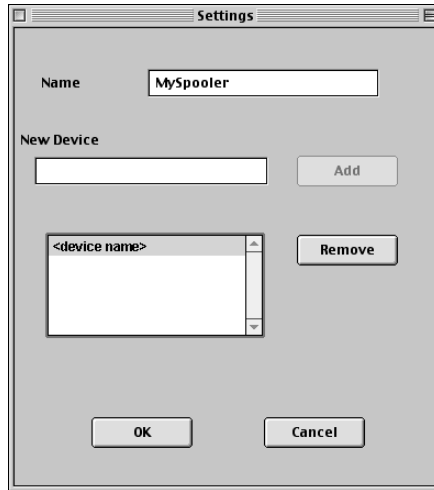 Settings
Name MySpooler
New Device
Add
<device name>
Remove
OK Cancel